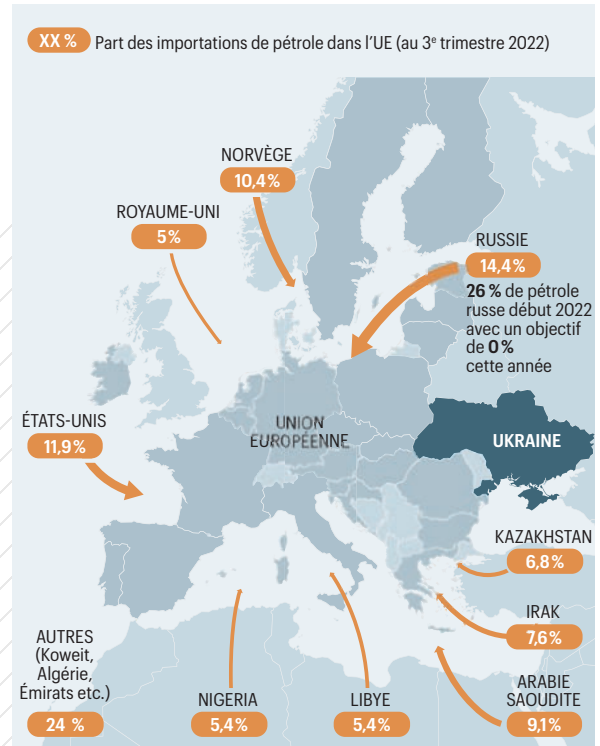 XX % Part des importations de pétrole dans l'UE (au 3e trimestre 2022)
NORVÈGE
10,4%
ROYAUME-UNI
5%
RUSSIE
14,4%
26 % de pétrole
russe début 2022
avec un objectif
de 0 %
cette année
ÉTATS-UNIS
11,9%
UNION
EUROPÉENNE
UKRAINE
KAZAKHSTAN
6,8%
IRAK
7,6%
AUTRES
(Koweit,
Algérie,
Émirats etc.)
24 %
NIGERIA
5,4%
LIBYE
5,4%
ARABIE
SAOUDITE
9,1%